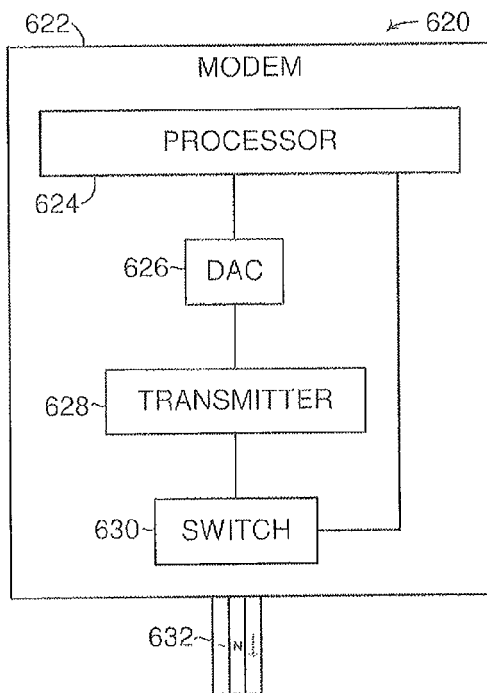 622
620
MODEM
PROCESSOR
624
626
DAC
628
TRANSMITTER
630
SWITCH
632
N